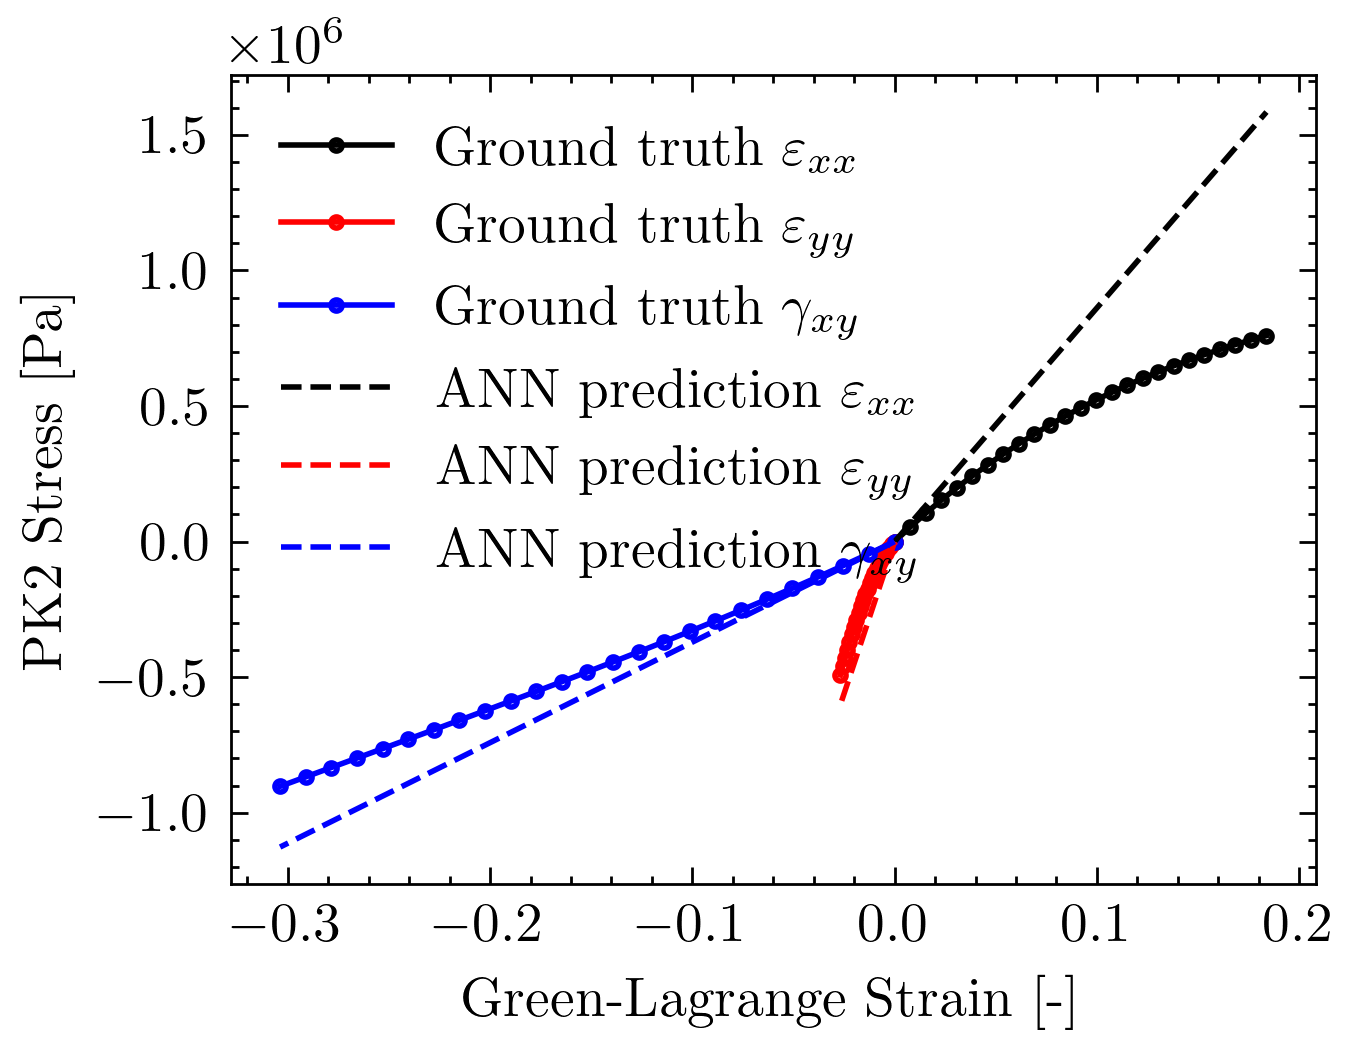 ×10⁶
1.5
1.0
0.5
0.0
−0.5
−1.0
PK2 Stress [Pa]
Ground truth εxx
Ground truth εyy
Ground truth γxy
ANN prediction εxx
ANN prediction εyy
ANN prediction γxy
−0.3 −0.2 −0.1 0.0 0.1 0.2
Green-Lagrange Strain [-]